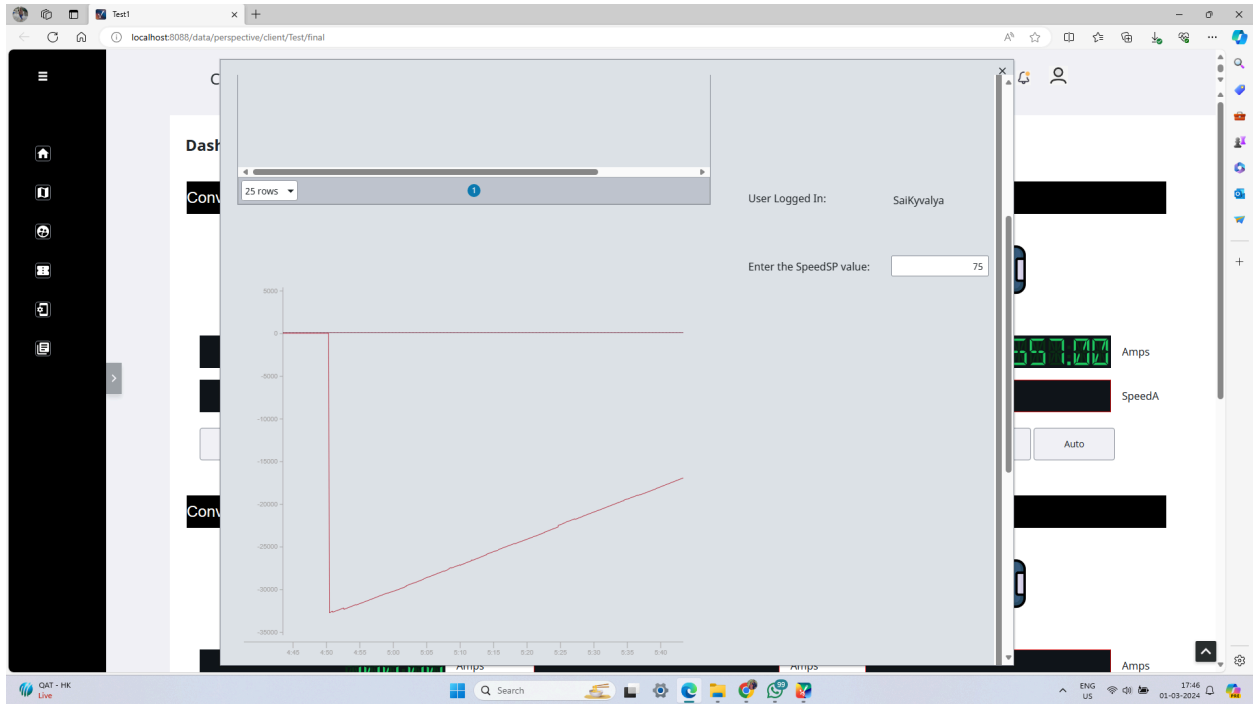 Test1
localhost:8088/data/perspective/client/Test/final
C
Dash
Conv
25 rows
1
User Logged In:
SaiKyvalya
Enter the SpeedSP value:
75
5000
0
-5000
-10000
-15000
-20000
-25000
-30000
-35000
4:45 4:50 4:55 5:00 5:05 5:10 5:15 5:20 5:25 5:30 5:35 5:40
557.00
Amps
SpeedA
Auto
Conv
Amps
Amps
Amps
QAT - HK
Live
Search
99
ENG
US
17:46
01-03-2024